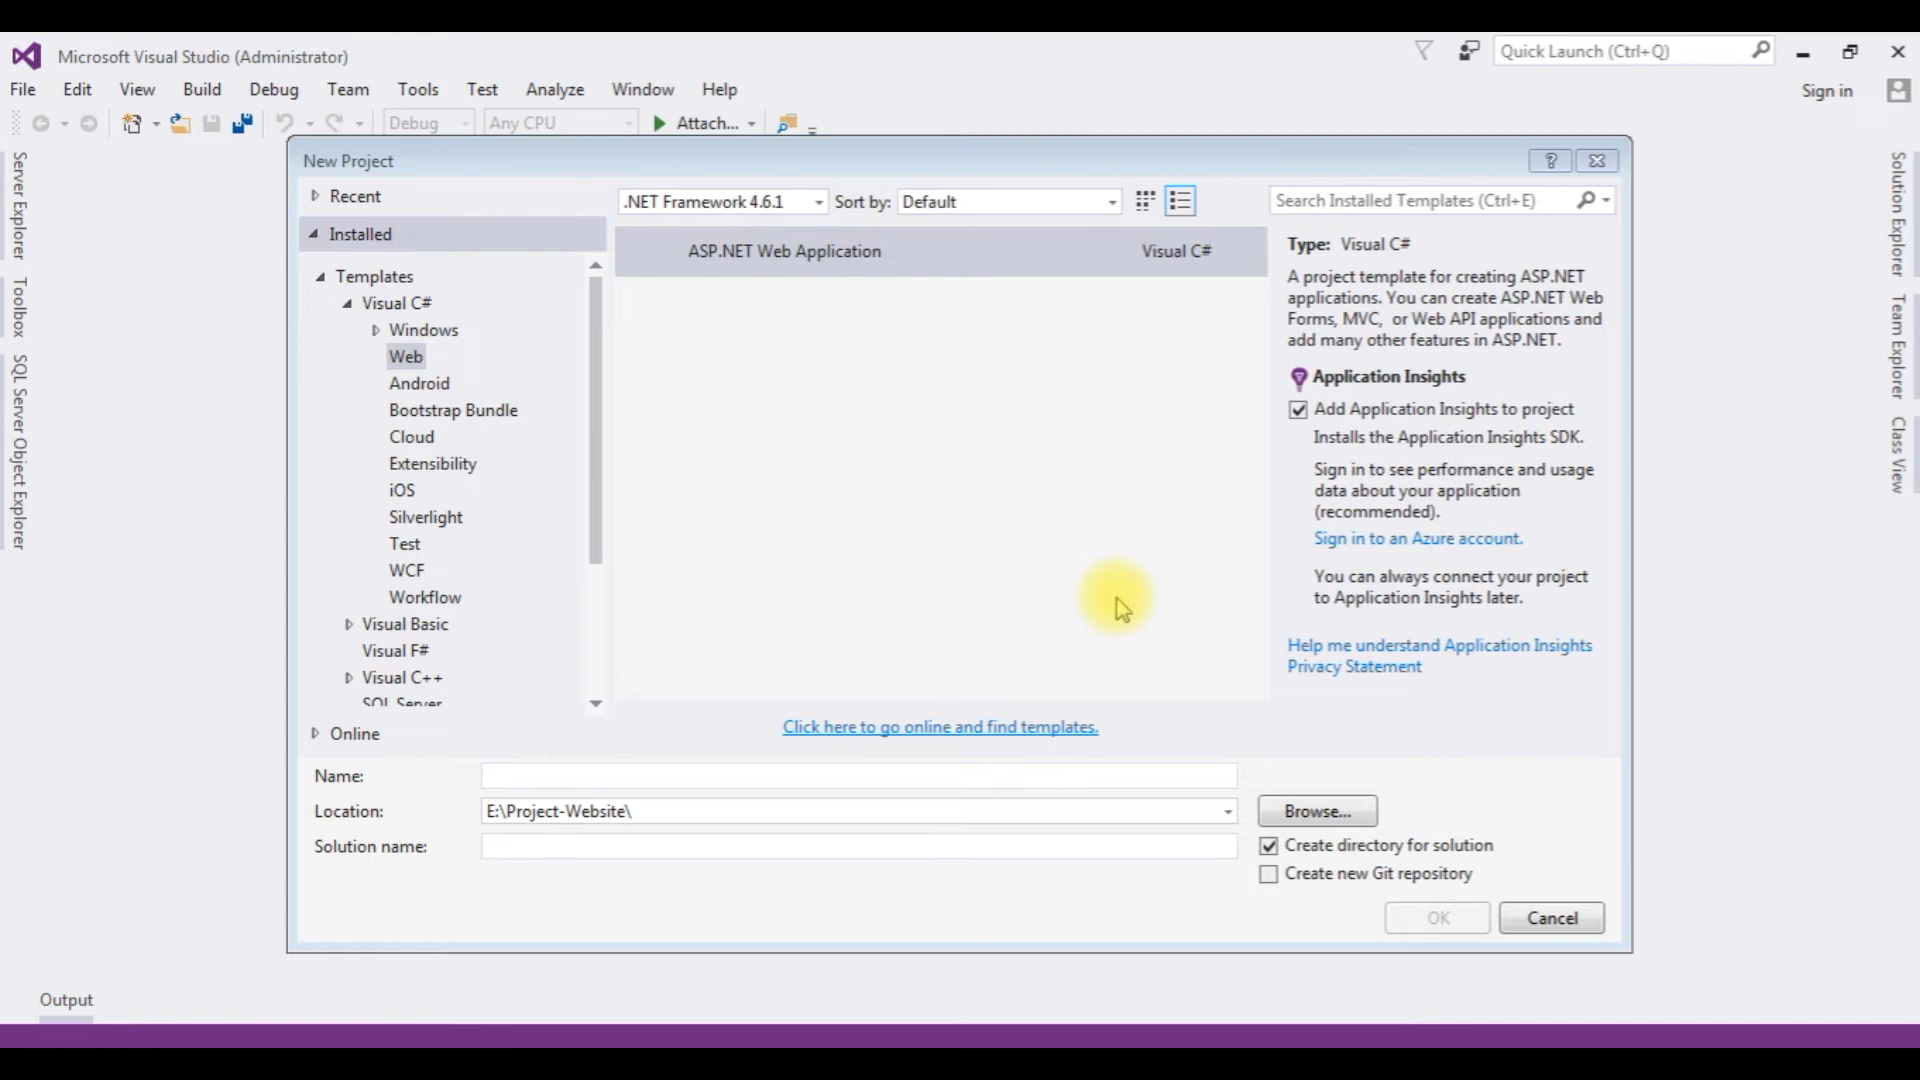 Microsoft Visual Studio (Administrator)
Quick Launch (Ctrl+Q)
File Edit View Build Debug Team Tools Test Analyze Window Help
Sign in
Debug Any CPU Attach...
Server Explorer
Toolbox
SQL Server Object Explorer
New Project
Recent
Installed
Templates
Visual C#
Windows
Web
Android
Bootstrap Bundle
Cloud
Extensibility
iOS
Silverlight
Test
WCF
Workflow
Visual Basic
Visual F#
Visual C++
SQL Server
Online
.NET Framework 4.6.1 Sort by: Default
ASP.NET Web Application Visual C#
Click here to go online and find templates.
Search Installed Templates (Ctrl+E)
Type: Visual C#
A project template for creating ASP.NET
applications. You can create ASP.NET Web
Forms, MVC, or Web API applications and
add many other features in ASP.NET.
Application Insights
Add Application Insights to project
Installs the Application Insights SDK.
Sign in to see performance and usage
data about your application
(recommended).
Sign in to an Azure account.
You can always connect your project
to Application Insights later.
Help me understand Application Insights
Privacy Statement
Name:
Location: E:\Project-Website\ Browse...
Solution name:
Create directory for solution
Create new Git repository
OK Cancel
Solution Explorer
Team Explorer
Class View
Output